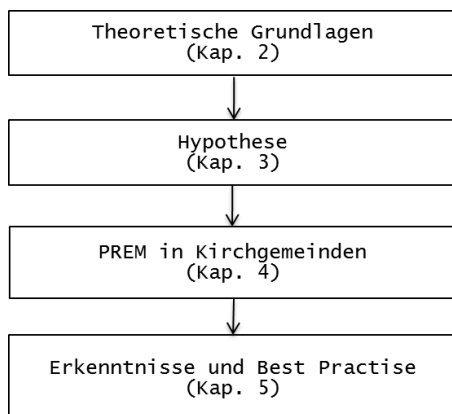 Theoretische Grundlagen
(Kap. 2)
Hypothese
(Kap. 3)
PREM in Kirchgemeinden
(Kap. 4)
Erkenntnisse und Best Practise
(Kap. 5)